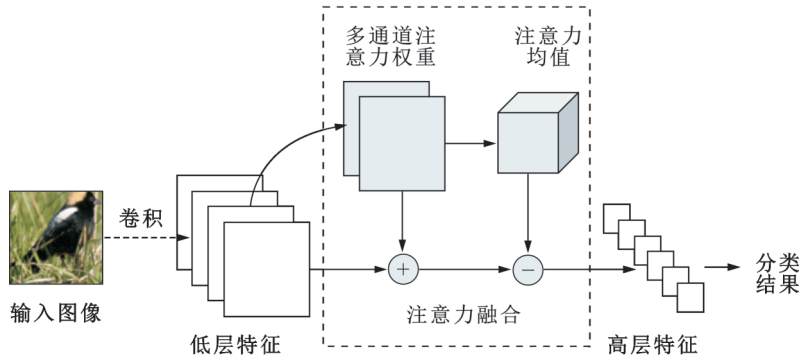 多通道注
意力权重
注意力
均值
卷积
+
−
分类
结果
输入图像
低层特征
注意力融合
高层特征